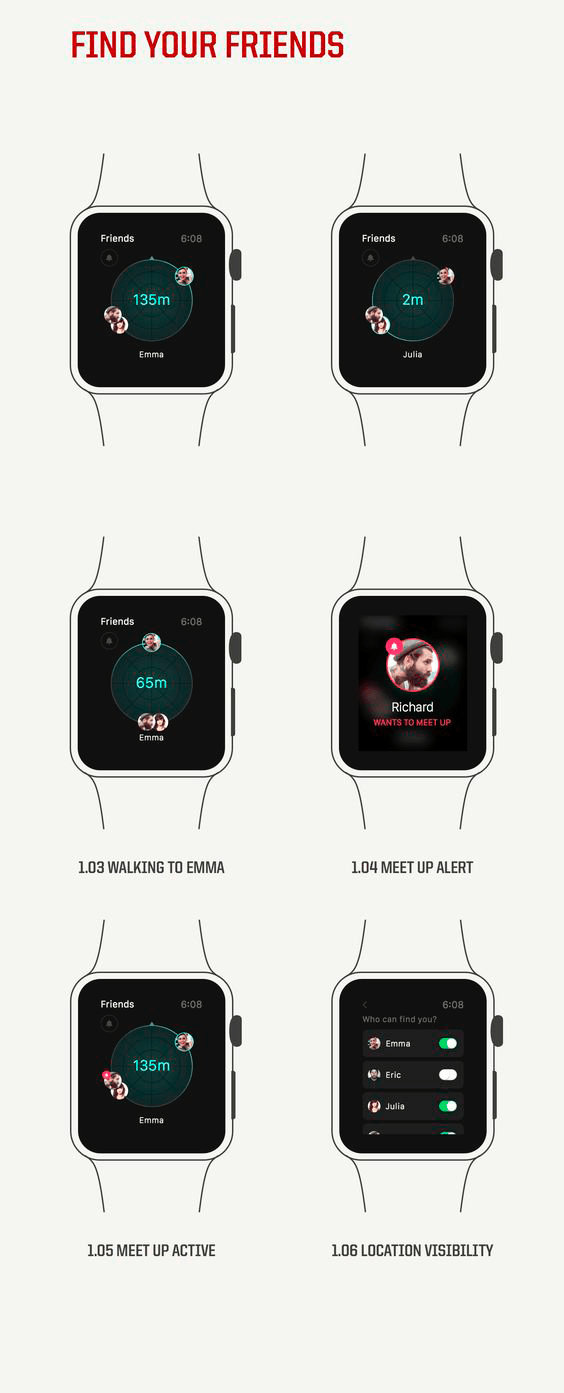 FIND YOUR FRIENDS
Friends 6:08
135m
Emma
Friends 6:08
2m
Julia
Friends 6:08
65m
Emma
Richard
WANTS TO MEET UP
1.03 WALKING TO EMMA
1.04 MEET UP ALERT
Friends 6:08
135m
Emma
6:08
Who can find you?
Emma
Eric
Julia
1.05 MEET UP ACTIVE
1.06 LOCATION VISIBILITY